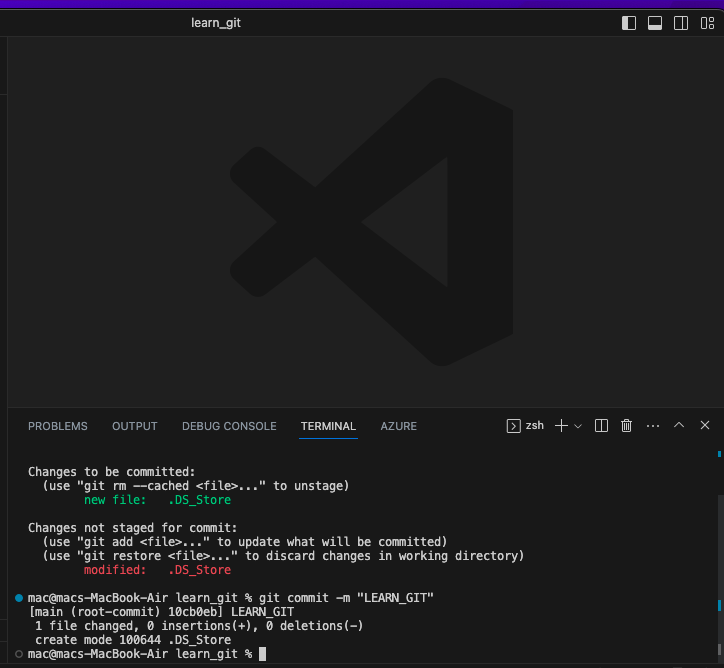 learn_git
PROBLEMS OUTPUT DEBUG CONSOLE TERMINAL AZURE zsh
Changes to be committed:
(use "git rm --cached <file>..." to unstage)
new file: .DS_Store
Changes not staged for commit:
(use "git add <file>..." to update what will be committed)
(use "git restore <file>..." to discard changes in working directory)
modified: .DS_Store
mac@macs-MacBook-Air learn_git % git commit -m "LEARN_GIT"
[main (root-commit) 10cb0eb] LEARN_GIT
1 file changed, 0 insertions(+), 0 deletions(-)
create mode 100644 .DS_Store
mac@macs-MacBook-Air learn_git %